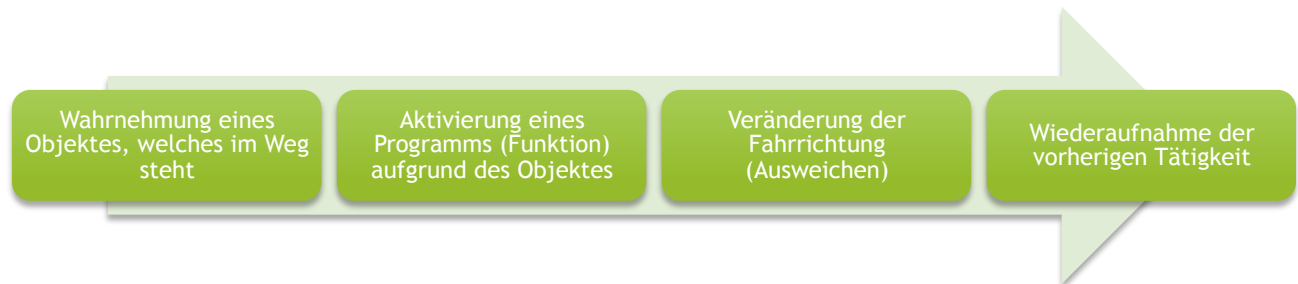 Wahrnehmung eines
Objektes, welches im Weg
steht
Aktivierung eines
Programms (Funktion)
aufgrund des Objektes
Veränderung der
Fahrrichtung
(Ausweichen)
Wiederaufnahme der
vorherigen Tätigkeit